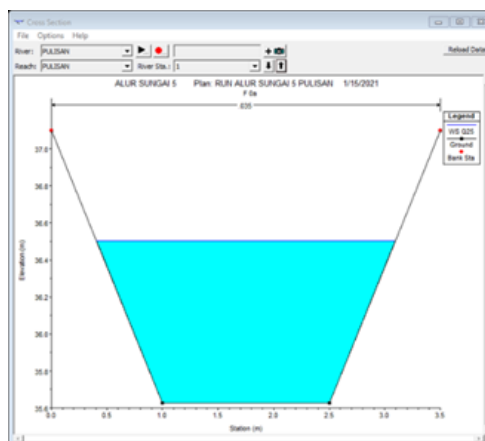 Cross Section
File Options Help
River: PULISAN
Reload Data
Reach: PULISAN River Sta.: 1
ALUR SUNGAI 5 Plan: RUN ALUR SUNGAI 5 PULISAN 1/15/2021
.035
Legend
WS Q25
Ground
Bank Sta
37.0
36.8
36.6
36.4
36.2
36.0
35.8
35.6
Elevation (m)
0.0 0.5 1.0 1.5 2.0 2.5 3.0 3.5
Station (m)